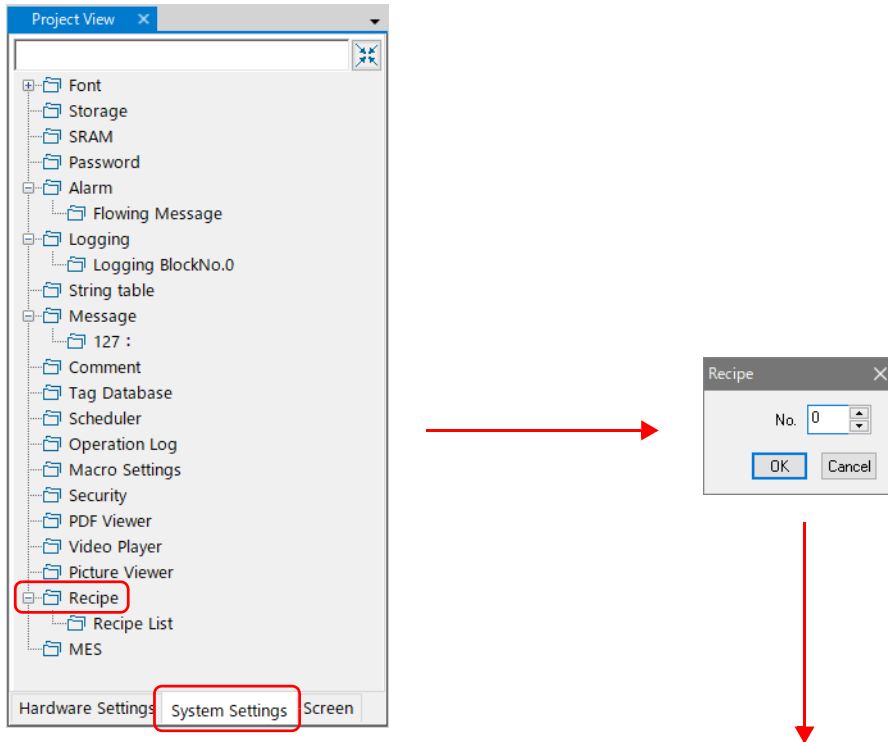 Project View
Font
Storage
SRAM
Password
Alarm
Flowing Message
Logging
Logging BlockNo.0
String table
Message
127 :
Comment
Tag Database
Scheduler
Operation Log
Macro Settings
Security
PDF Viewer
Video Player
Picture Viewer
Recipe
Recipe List
MES
Hardware Settings System Settings Screen
Recipe
No. 0
OK Cancel